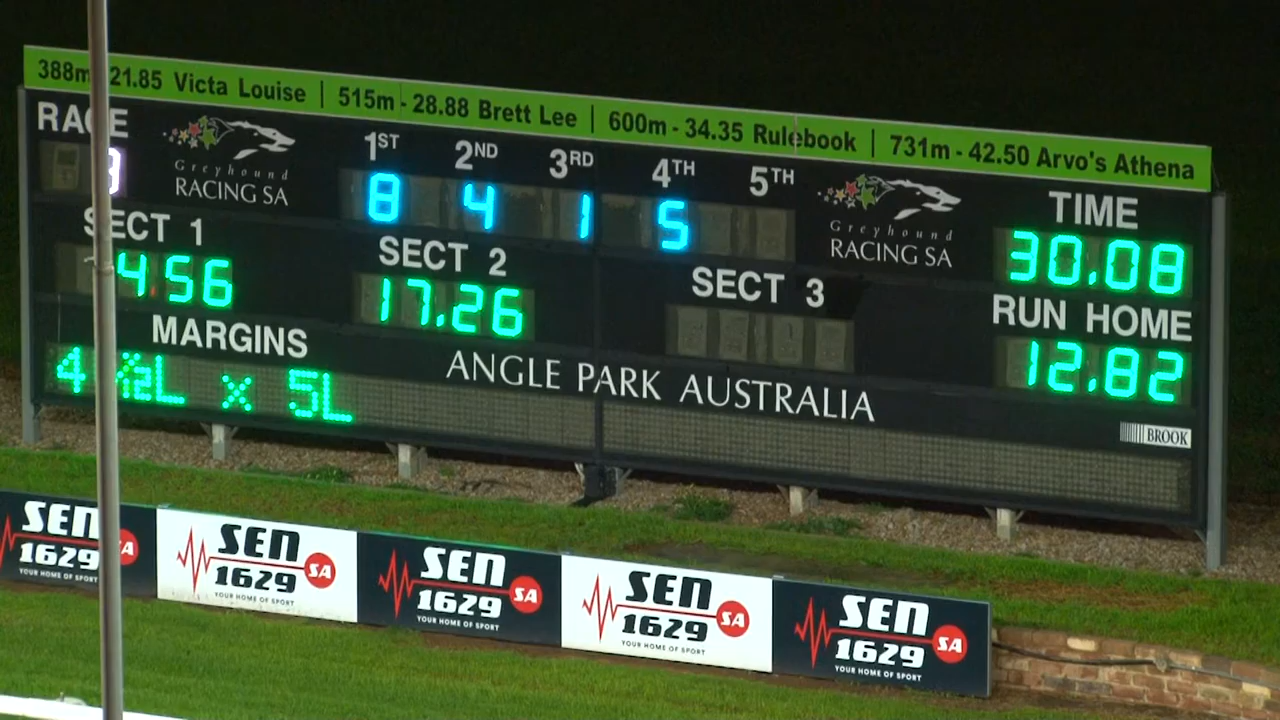 388m 21.85 Victa Louise | 515m - 28.88 Brett Lee | 600m - 34.35 Rulebook | 731m - 42.50 Arvo's Athena
RACE
Greyhound
RACING SA
1ST 2ND 3RD 4TH 5TH
8 4 1 5
Greyhound
RACING SA
TIME
30.08
SECT 1
4.56
SECT 2
17.26
SECT 3
RUN HOME
12.82
MARGINS
4 ½L x 5L
ANGLE PARK AUSTRALIA
BROOK
SEN
1629
SA
YOUR HOME OF SPORT
SEN
1629
SA
YOUR HOME OF SPORT
SEN
1629
SA
YOUR HOME OF SPORT
SEN
1629
SA
YOUR HOME OF SPORT
SEN
1629
SA
YOUR HOME OF SPORT